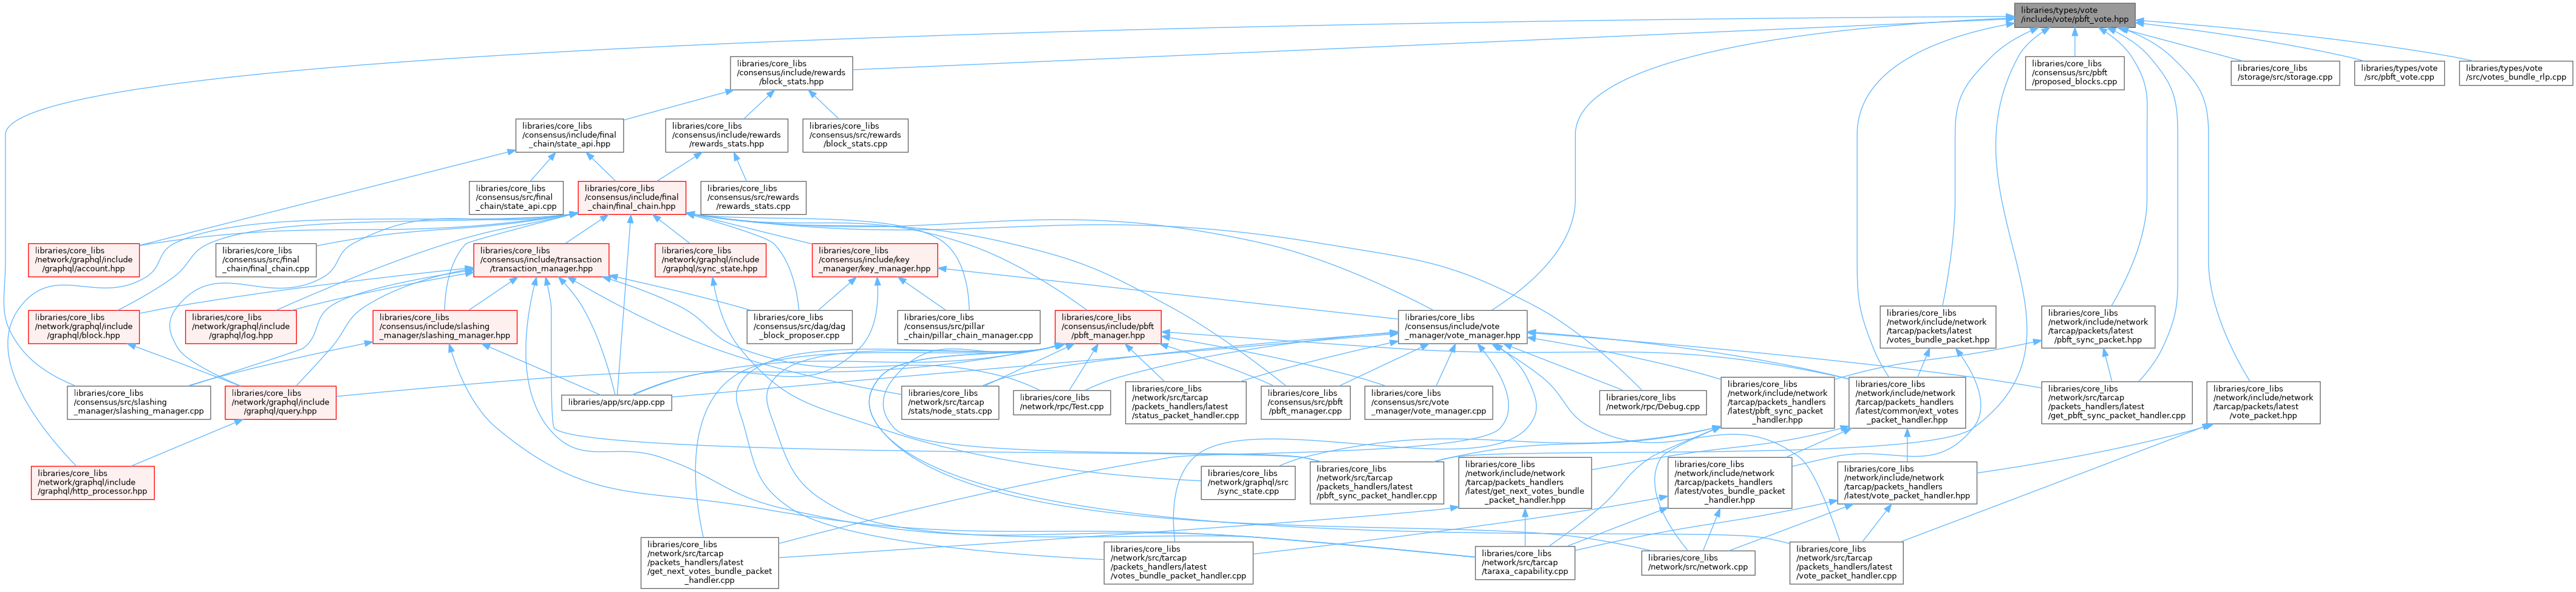 libraries/types/vote
/include/vote/pbft_vote.hpp
libraries/core_libs
/consensus/include/rewards
/block_stats.hpp
libraries/core_libs
/consensus/src/pbft
/proposed_blocks.cpp
libraries/core_libs
/storage/src/storage.cpp
libraries/types/vote
/src/pbft_vote.cpp
libraries/types/vote
/src/votes_bundle_rlp.cpp
libraries/core_libs
/consensus/include/final
_chain/state_api.hpp
libraries/core_libs
/consensus/include/rewards
/rewards_stats.hpp
libraries/core_libs
/consensus/src/rewards
/block_stats.cpp
libraries/core_libs
/consensus/src/final
_chain/state_api.cpp
libraries/core_libs
/consensus/include/final
_chain/final_chain.hpp
libraries/core_libs
/consensus/src/rewards
/rewards_stats.cpp
libraries/core_libs
/network/graphql/include
/graphql/account.hpp
libraries/core_libs
/consensus/src/final
_chain/final_chain.cpp
libraries/core_libs
/consensus/include/transaction
/transaction_manager.hpp
libraries/core_libs
/network/graphql/include
/graphql/sync_state.hpp
libraries/core_libs
/consensus/include/key
_manager/key_manager.hpp
libraries/core_libs
/network/graphql/include
/graphql/block.hpp
libraries/core_libs
/network/graphql/include
/graphql/log.hpp
libraries/core_libs
/consensus/include/slashing
_manager/slashing_manager.hpp
libraries/core_libs
/consensus/src/dag/dag
_block_proposer.cpp
libraries/core_libs
/consensus/src/pillar
_chain/pillar_chain_manager.cpp
libraries/core_libs
/consensus/include/pbft
/pbft_manager.hpp
libraries/core_libs
/consensus/include/vote
_manager/vote_manager.hpp
libraries/core_libs
/network/include/network
/tarcap/packets/latest
/votes_bundle_packet.hpp
libraries/core_libs
/network/include/network
/tarcap/packets/latest
/pbft_sync_packet.hpp
libraries/core_libs
/consensus/src/slashing
_manager/slashing_manager.cpp
libraries/core_libs
/network/graphql/include
/graphql/query.hpp
libraries/app/src/app.cpp
libraries/core_libs
/network/src/tarcap
/stats/node_stats.cpp
libraries/core_libs
/network/rpc/Test.cpp
libraries/core_libs
/network/src/tarcap
/packets_handlers/latest
/status_packet_handler.cpp
libraries/core_libs
/consensus/src/pbft
/pbft_manager.cpp
libraries/core_libs
/consensus/src/vote
_manager/vote_manager.cpp
libraries/core_libs
/network/rpc/Debug.cpp
libraries/core_libs
/network/include/network
/tarcap/packets_handlers
/latest/pbft_sync_packet
_handler.hpp
libraries/core_libs
/network/include/network
/tarcap/packets_handlers
/latest/common/ext_votes
_packet_handler.hpp
libraries/core_libs
/network/src/tarcap
/packets_handlers/latest
/get_pbft_sync_packet_handler.cpp
libraries/core_libs
/network/include/network
/tarcap/packets/latest
/vote_packet.hpp
libraries/core_libs
/network/graphql/include
/graphql/http_processor.hpp
libraries/core_libs
/network/graphql/src
/sync_state.cpp
libraries/core_libs
/network/src/tarcap
/packets_handlers/latest
/pbft_sync_packet_handler.cpp
libraries/core_libs
/network/include/network
/tarcap/packets_handlers
/latest/get_next_votes_bundle
_packet_handler.hpp
libraries/core_libs
/network/include/network
/tarcap/packets_handlers
/latest/votes_bundle_packet
_handler.hpp
libraries/core_libs
/network/include/network
/tarcap/packets_handlers
/latest/vote_packet_handler.hpp
libraries/core_libs
/network/src/tarcap
/packets_handlers/latest
/get_next_votes_bundle_packet
_handler.cpp
libraries/core_libs
/network/src/tarcap
/packets_handlers/latest
/votes_bundle_packet_handler.cpp
libraries/core_libs
/network/src/tarcap
/taraxa_capability.cpp
libraries/core_libs
/network/src/network.cpp
libraries/core_libs
/network/src/tarcap
/packets_handlers/latest
/vote_packet_handler.cpp